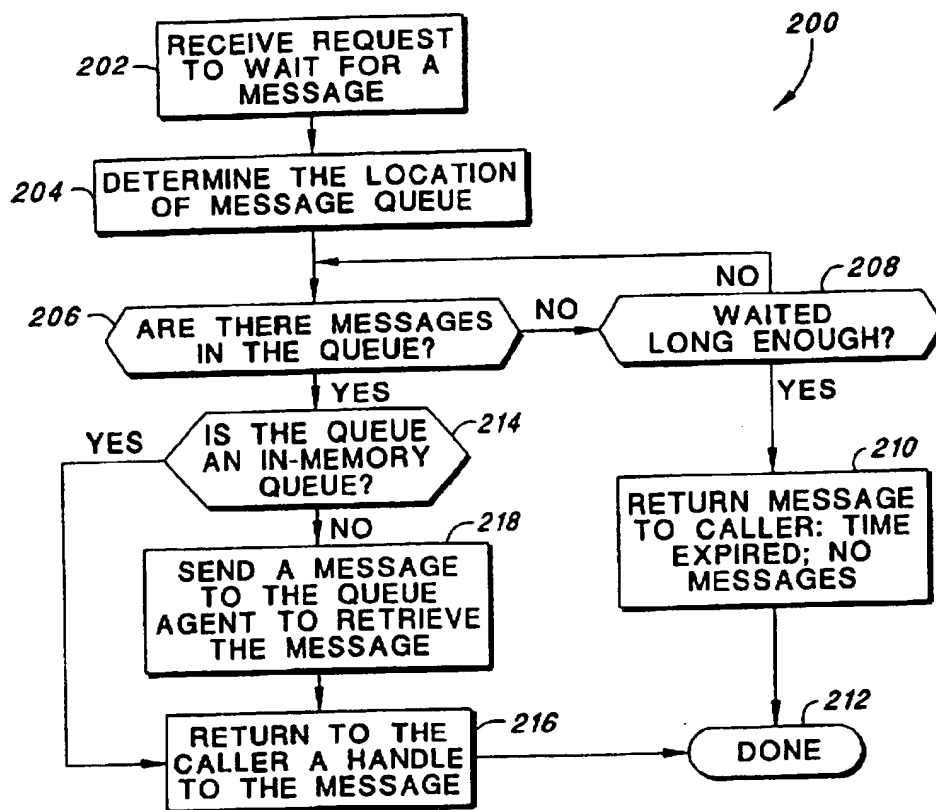 200
202
RECEIVE REQUEST
TO WAIT FOR A
MESSAGE
204
DETERMINE THE LOCATION
OF MESSAGE QUEUE
206
ARE THERE MESSAGES
IN THE QUEUE?
NO
NO
208
WAITED
LONG ENOUGH?
YES
YES
YES
IS THE QUEUE
AN IN-MEMORY
QUEUE?
214
NO
218
SEND A MESSAGE
TO THE QUEUE
AGENT TO RETRIEVE
THE MESSAGE
210
RETURN MESSAGE
TO CALLER: TIME
EXPIRED; NO
MESSAGES
RETURN TO THE
CALLER A HANDLE
TO THE MESSAGE
216
212
DONE